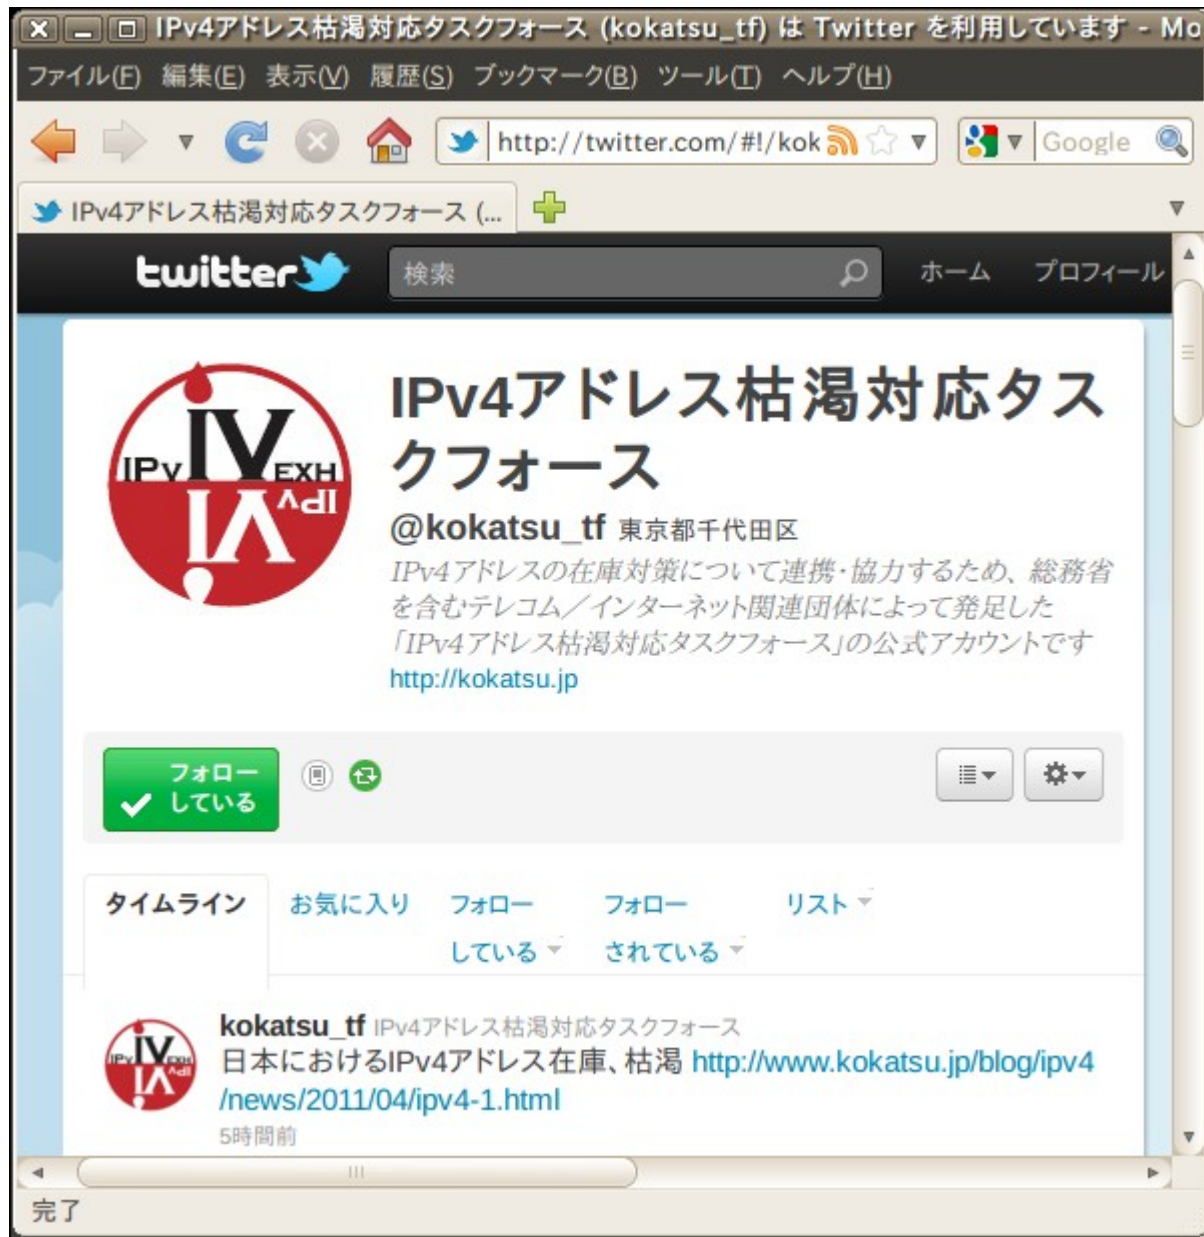 IPv4アドレス枯渇対応タスクフォース (kokatsu_tf) は Twitter を利用しています - Mo
ファイル(F) 編集(E) 表示(V) 履歴(S) ブックマーク(B) ツール(T) ヘルプ(H)
http://twitter.com/#!/kok Google
IPv4アドレス枯渇対応タスクフォース (...
twitter 検索 ホーム プロフィール
IPv IV EXH
IPv VI
IPv4アドレス枯渇対応タス
クフォース
@kokatsu_tf 東京都千代田区
IPv4アドレスの在庫対策について連携・協力するため、総務省
を含むテレコム／インターネット関連団体によって発足した
「IPv4アドレス枯渇対応タスクフォース」の公式アカウントです
http://kokatsu.jp
フォロー
している
タイムライン お気に入り フォロー フォロー リスト
している されている
kokatsu_tf IPv4アドレス枯渇対応タスクフォース
IPv IV EXH
IPv VI
日本におけるIPv4アドレス在庫、枯渇 http://www.kokatsu.jp/blog/ipv4
/news/2011/04/ipv4-1.html
5時間前
完了